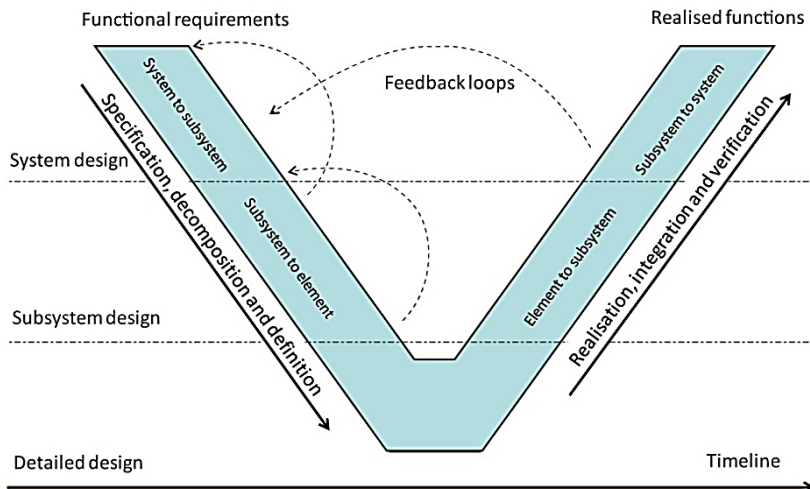 Functional requirements
Realised functions
System to subsystem
Feedback loops
Subsystem to system
Specification, decomposition and definition
System design
Subsystem to element
Element to subsystem
Realisation, integration and verification
Subsystem design
Detailed design
Timeline